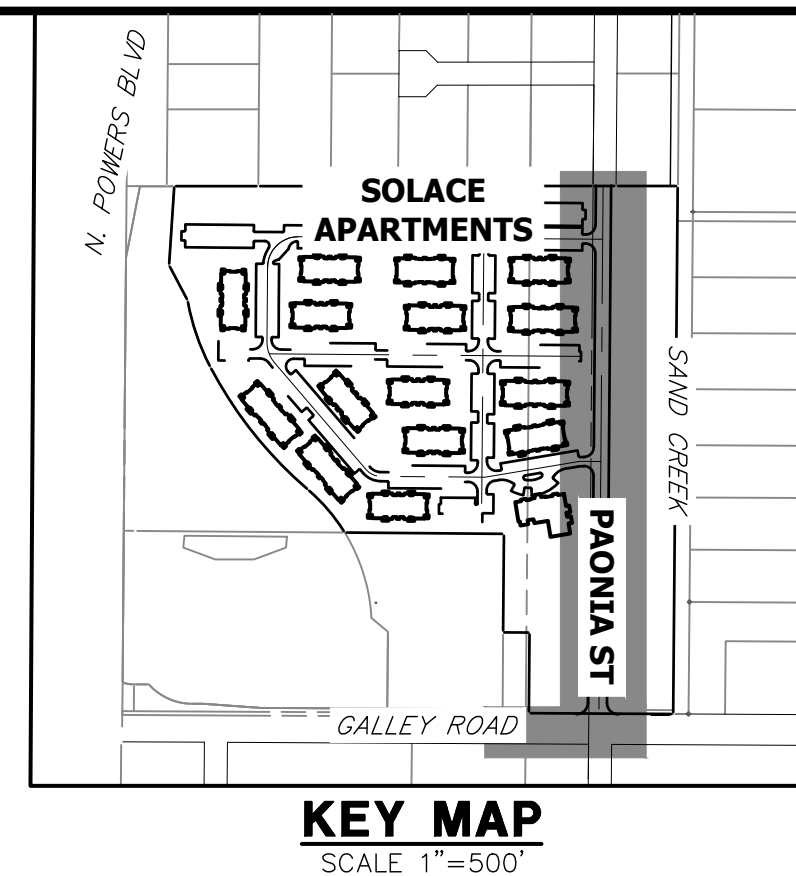 N. POWERS BLVD
SOLACE
APARTMENTS
SAND CREEK
PAONIA ST
GALLEY ROAD
KEY MAP
SCALE 1"=500'